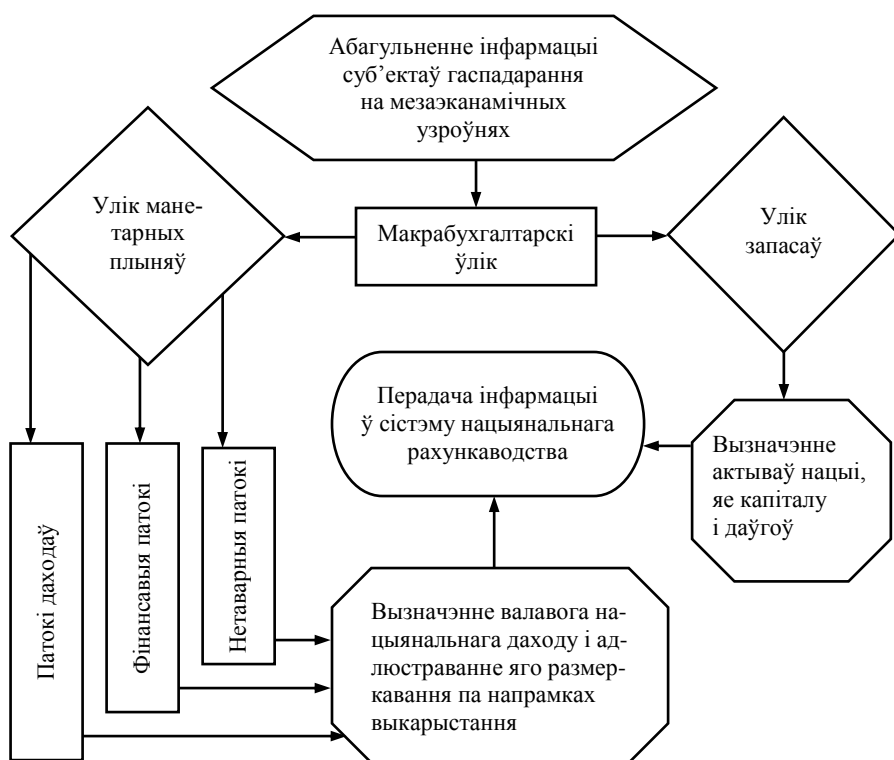 Абагульненне інфармацыі
суб’ектаў гаспадарання
на мезаэканамічных
узроўнях
Улік мане-
тарных
плыняў
Макрабухгалтарскі
ўлік
Улік
запасаў
Перадача інфармацыі
ў сістэму нацыянальнага
рахункаводства
Вызначэнне
актываў нацыі,
яе капіталу
і даўгоў
Патокі даходаў
Фінансавыя патокі
Нетаварныя патокі
Вызначэнне валавога на-
цыянальнага даходу і ад-
люстраванне яго размер-
кавання па напрамках
выкарыстання